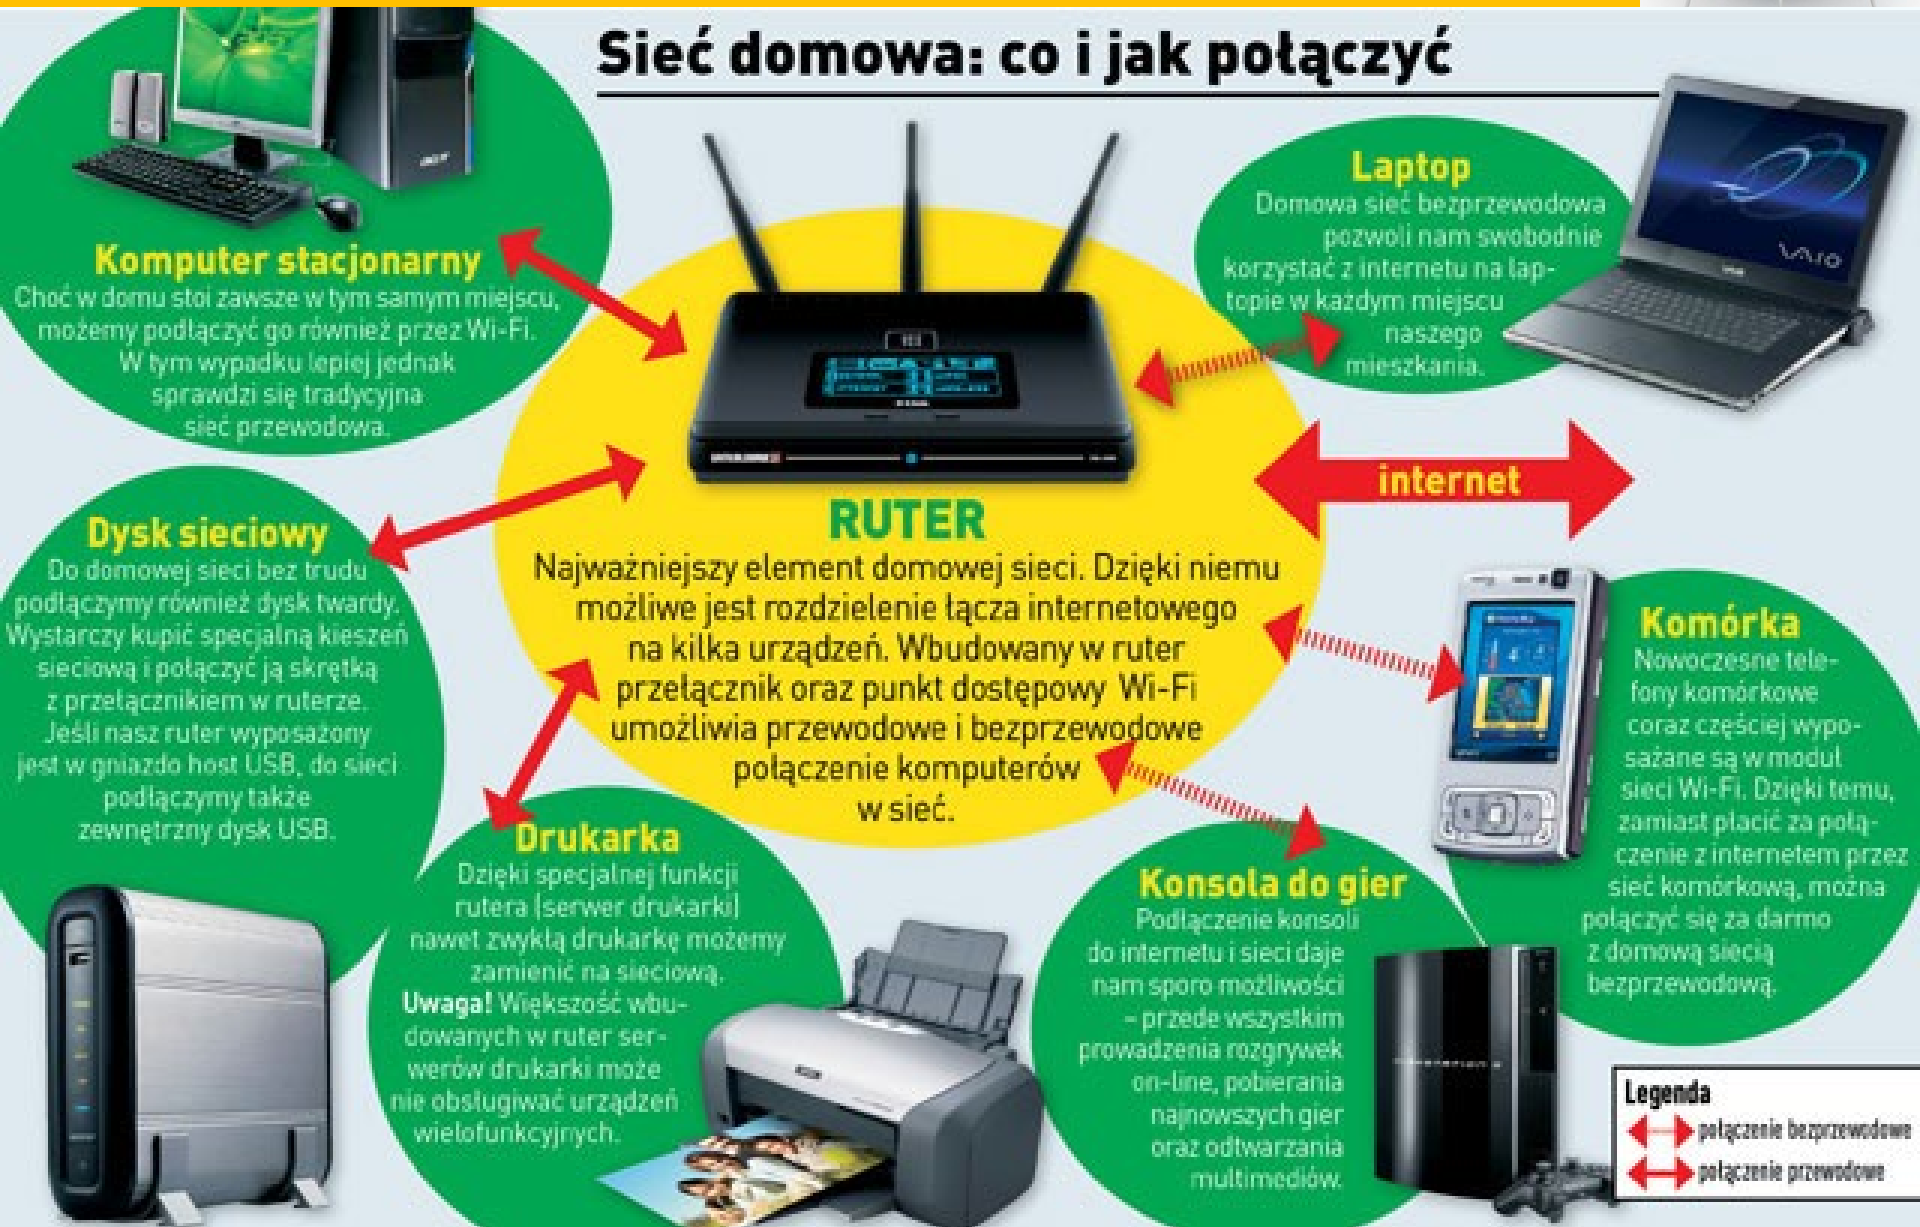 Sieć domowa: co i jak połączyć
acer
Komputer stacjonarny
Choć w domu stoi zawsze w tym samym miejscu,
możemy podłączyć go również przez Wi-Fi.
W tym wypadku lepiej jednak
sprawdzi się tradycyjna
sieć przewodowa.
Laptop
Domowa sieć bezprzewodowa
pozwoli nam swobodnie
korzystać z internetu na lap-
topie w każdym miejscu
naszego
mieszkania.
VAIO
internet
RUTER
Najważniejszy element domowej sieci. Dzięki niemu
możliwe jest rozdzielenie łącza internetowego
na kilka urządzeń. Wbudowany w ruter
przełącznik oraz punkt dostępowy Wi-Fi
umożliwia przewodowe i bezprzewodowe
połączenie komputerów
w sieć.
Dysk sieciowy
Do domowej sieci bez trudu
podłączymy również dysk twardy.
Wystarczy kupić specjalną kieszeń
sieciową i połączyć ją skrętką
z przełącznikiem w ruterze.
Jeśli nasz ruter wyposażony
jest w gniazdo host USB, do sieci
podłączymy także
zewnętrzny dysk USB.
Drukarka
Dzięki specjalnej funkcji
rutera (serwer drukarki)
nawet zwykłą drukarkę możemy
zamienić na sieciową.
Uwaga! Większość wbu-
dowanych w ruter ser-
werów drukarki może
nie obsługiwać urządzeń
wielofunkcyjnych.
Konsola do gier
Podłączenie konsoli
do internetu i sieci daje
nam sporo możliwości
– przede wszystkim
prowadzenia rozgrywek
on-line, pobierania
najnowszych gier
oraz odtwarzania
multimediów.
Komórka
Nowoczesne tele-
fony komórkowe
coraz częściej wypo-
sażane są w moduł
sieci Wi-Fi. Dzięki temu,
zamiast płacić za połą-
czenie z internetem przez
sieć komórkową, można
połączyć się za darmo
z domową siecią
bezprzewodową.
Legenda
połączenie bezprzewodowe
połączenie przewodowe